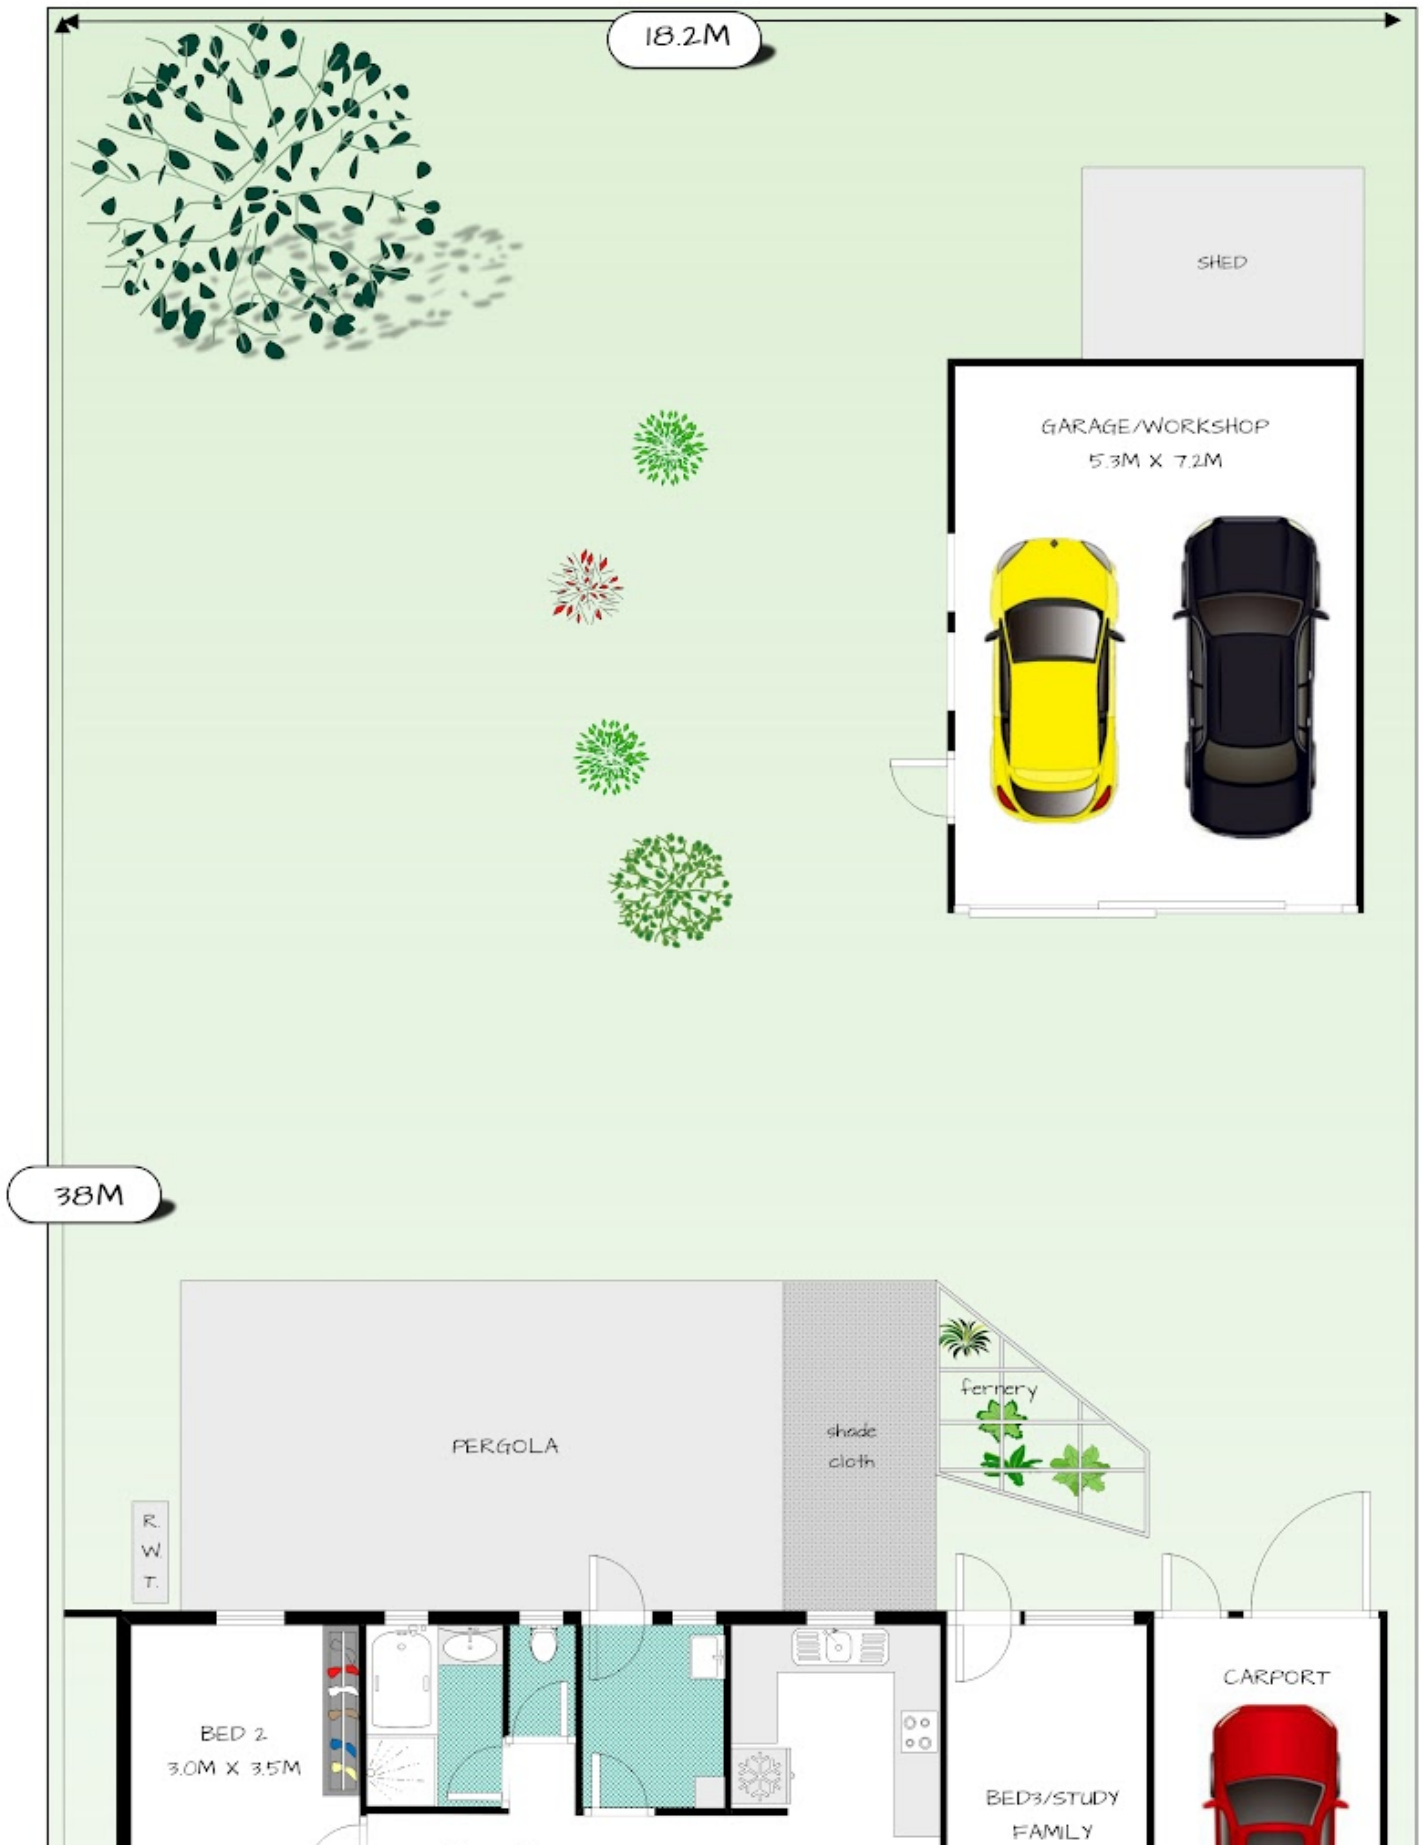 18.2M
SHED
GARAGE/WORKSHOP
5.3M X 7.2M
38M
fernery
shade
cloth
PERGOLA
R.
W.
T.
CARPORT
BED 2
3.0M X 3.5M
BED3/STUDY
FAMILY